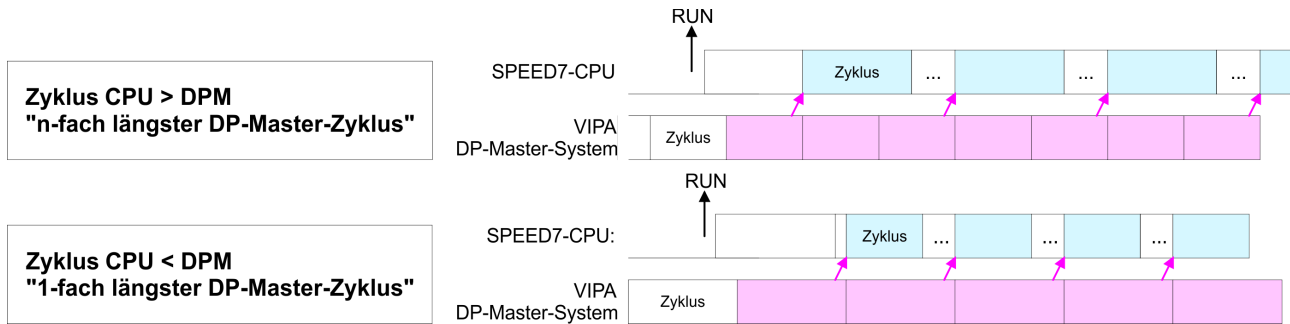 RUN
Zyklus CPU > DPM
"n-fach längster DP-Master-Zyklus"
SPEED7-CPU
Zyklus
...
...
...
VIPA
DP-Master-System
Zyklus
RUN
Zyklus CPU < DPM
"1-fach längster DP-Master-Zyklus"
SPEED7-CPU:
Zyklus
...
...
...
VIPA
DP-Master-System
Zyklus